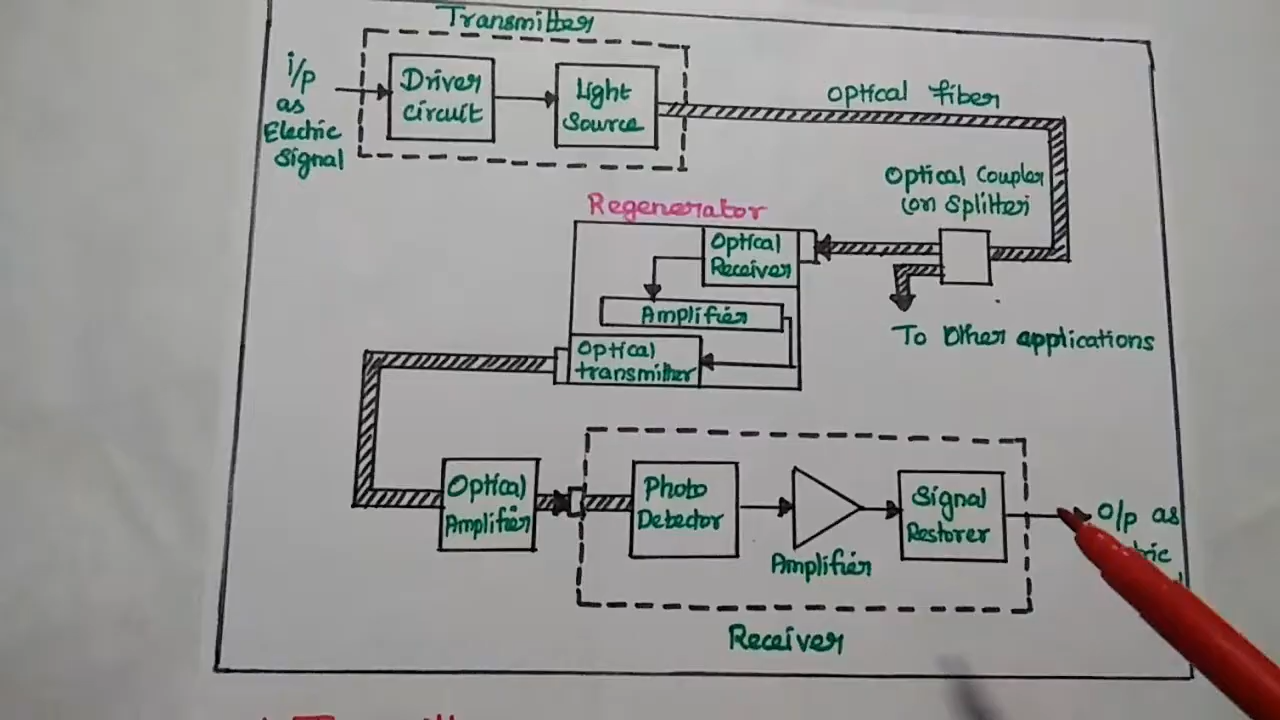 Transmitter
i/p
as
Electric
Signal
Driver
Circuit
Light
Source
Optical fiber
Optical Coupler
(or) Splitter
Regenerator
Optical
Receiver
Amplifier
Optical
transmitter
To Other applications
Optical
Amplifier
Photo
Detector
Amplifier
Signal
Restorer
O/p as
Receiver